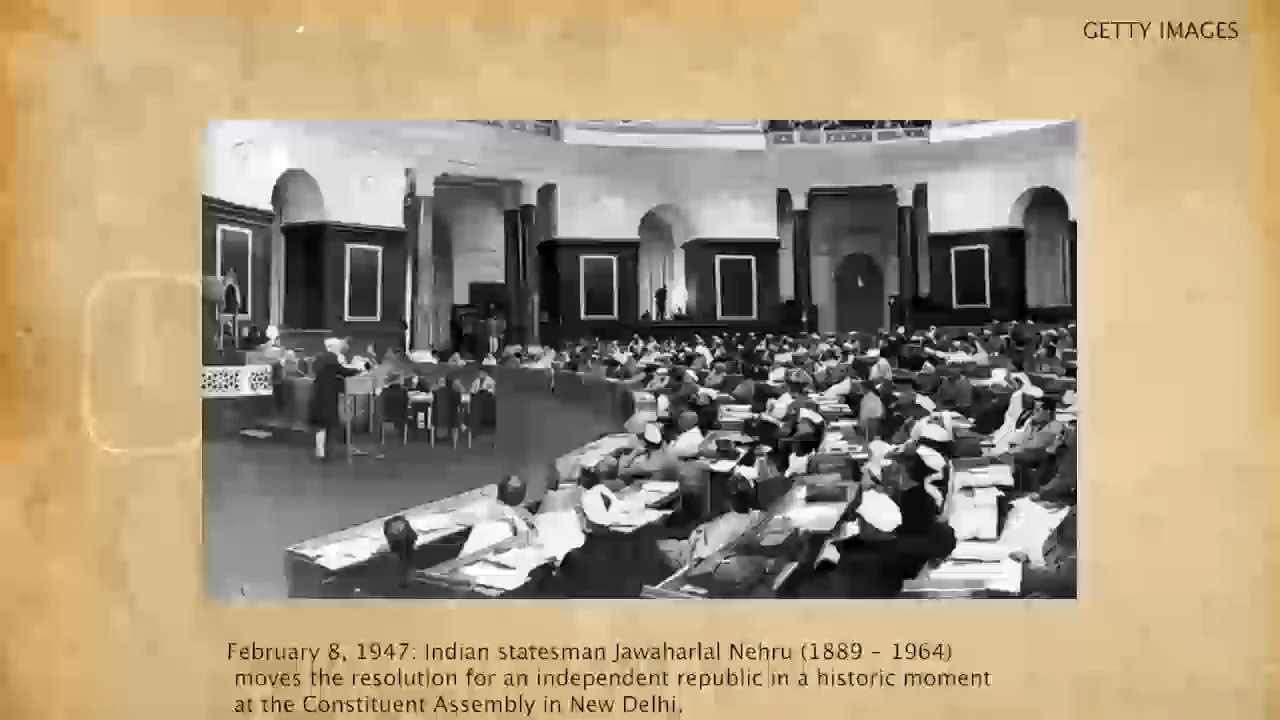 GETTY IMAGES
February 8, 1947: Indian statesman Jawaharlal Nehru (1889 – 1964)
moves the resolution for an independent republic in a historic moment
at the Constituent Assembly in New Delhi.